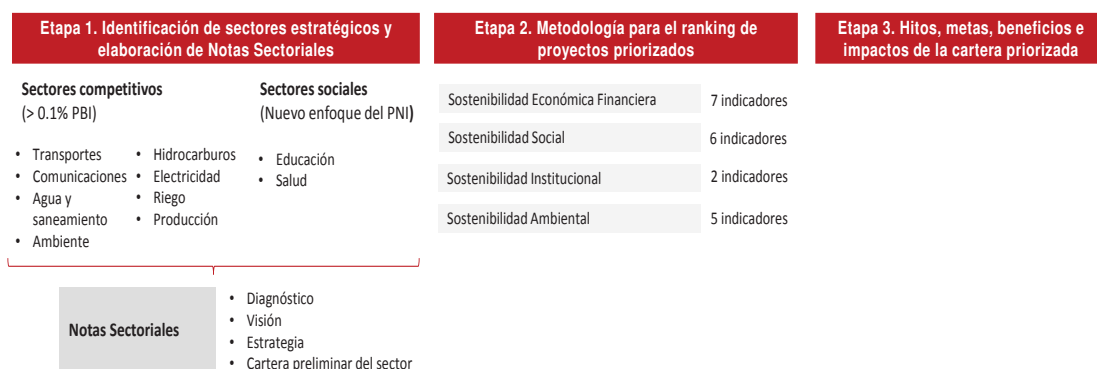 Etapa 1. Identificación de sectores estratégicos y
elaboración de Notas Sectoriales
Sectores competitivos
(> 0.1% PBI)
• Transportes
• Comunicaciones
• Agua y
saneamiento
• Ambiente
• Hidrocarburos
• Electricidad
• Riego
• Producción
Sectores sociales
(Nuevo enfoque del PNI)
• Educación
• Salud
Notas Sectoriales
• Diagnóstico
• Visión
• Estrategia
• Cartera preliminar del sector
Etapa 2. Metodología para el ranking de
proyectos priorizados
Sostenibilidad Económica Financiera 7 indicadores
Sostenibilidad Social 6 indicadores
Sostenibilidad Institucional 2 indicadores
Sostenibilidad Ambiental 5 indicadores
Etapa 3. Hitos, metas, beneficios e
impactos de la cartera priorizada